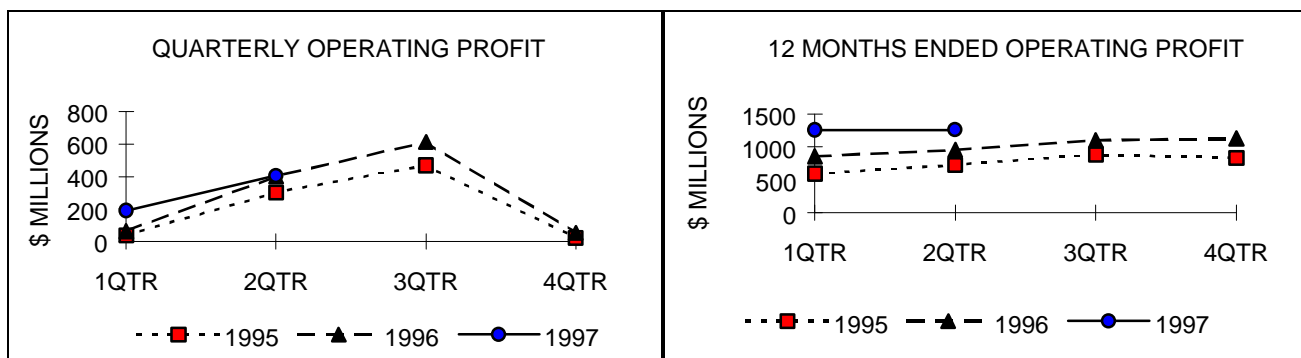 QUARTERLY OPERATING PROFIT
$ MILLIONS
800
600
400
200
0
1QTR 2QTR 3QTR 4QTR
1995 1996 1997
12 MONTHS ENDED OPERATING PROFIT
$ MILLIONS
1500
1000
500
0
1QTR 2QTR 3QTR 4QTR
1995 1996 1997